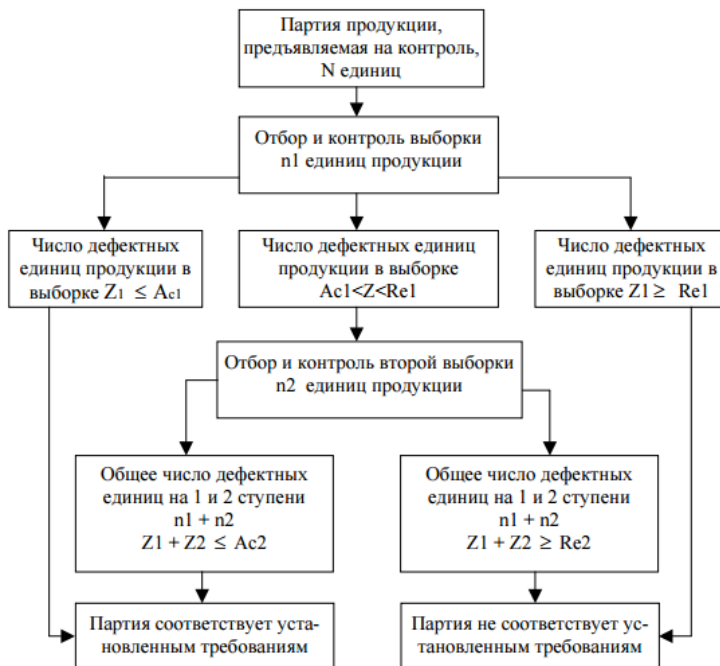 Партия продукции,
предъявляемая на контроль,
N единиц
Отбор и контроль выборки
n1 единиц продукции
Число дефектных
единиц продукции в
выборке Z1 ≤ Ac1
Число дефектных единиц
продукции в выборке
Ac1<Z<Re1
Число дефектных
единиц продукции в
выборке Z1 ≥ Re1
Отбор и контроль второй выборки
n2 единиц продукции
Общее число дефектных
единиц на 1 и 2 ступени
n1 + n2
Z1 + Z2 ≤ Ac2
Общее число дефектных
единиц на 1 и 2 ступени
n1 + n2
Z1 + Z2 ≥ Re2
Партия соответствует уста-
новленным требованиям
Партия не соответствует ус-
тановленным требованиям